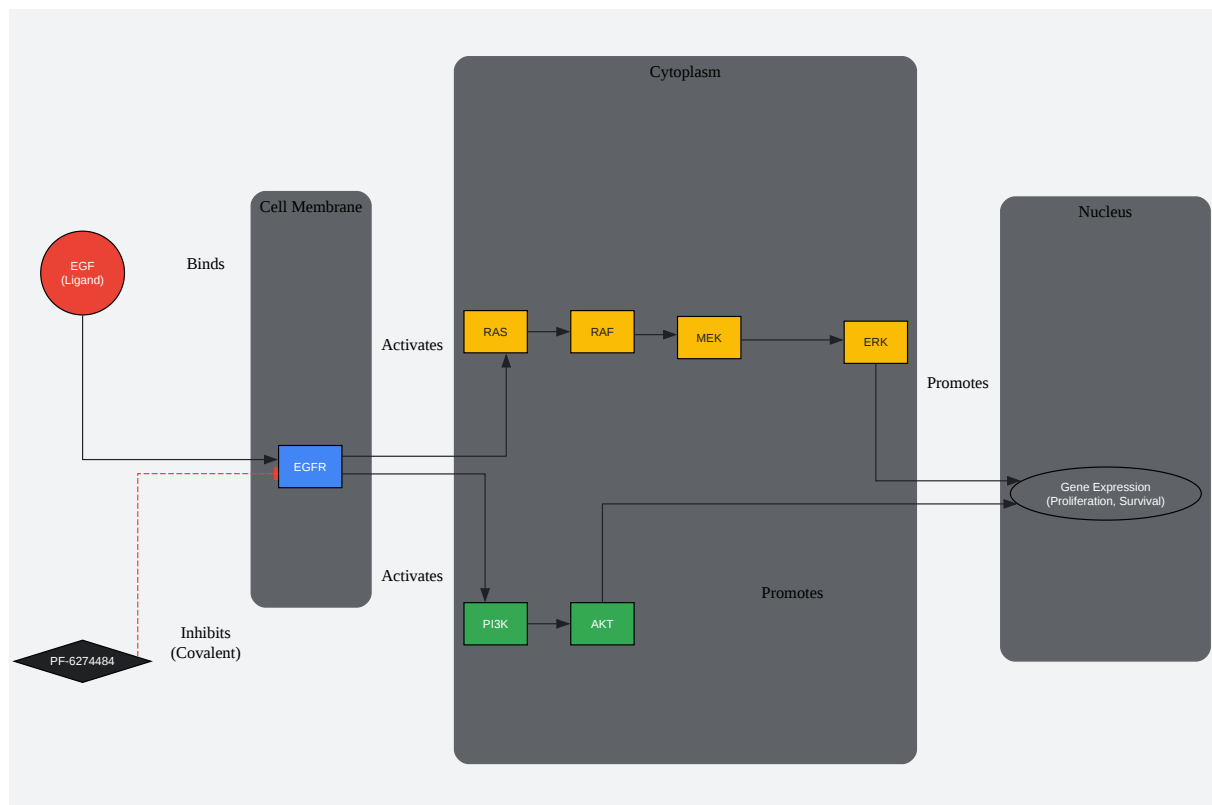 Cytoplasm
Cell Membrane
Nucleus
EGF
(Ligand)
Binds
Activates
RAS
RAF
MEK
ERK
Promotes
EGFR
Gene Expression
(Proliferation, Survival)
Activates
Promotes
PI3K
AKT
Inhibits
(Covalent)
PF-6274484